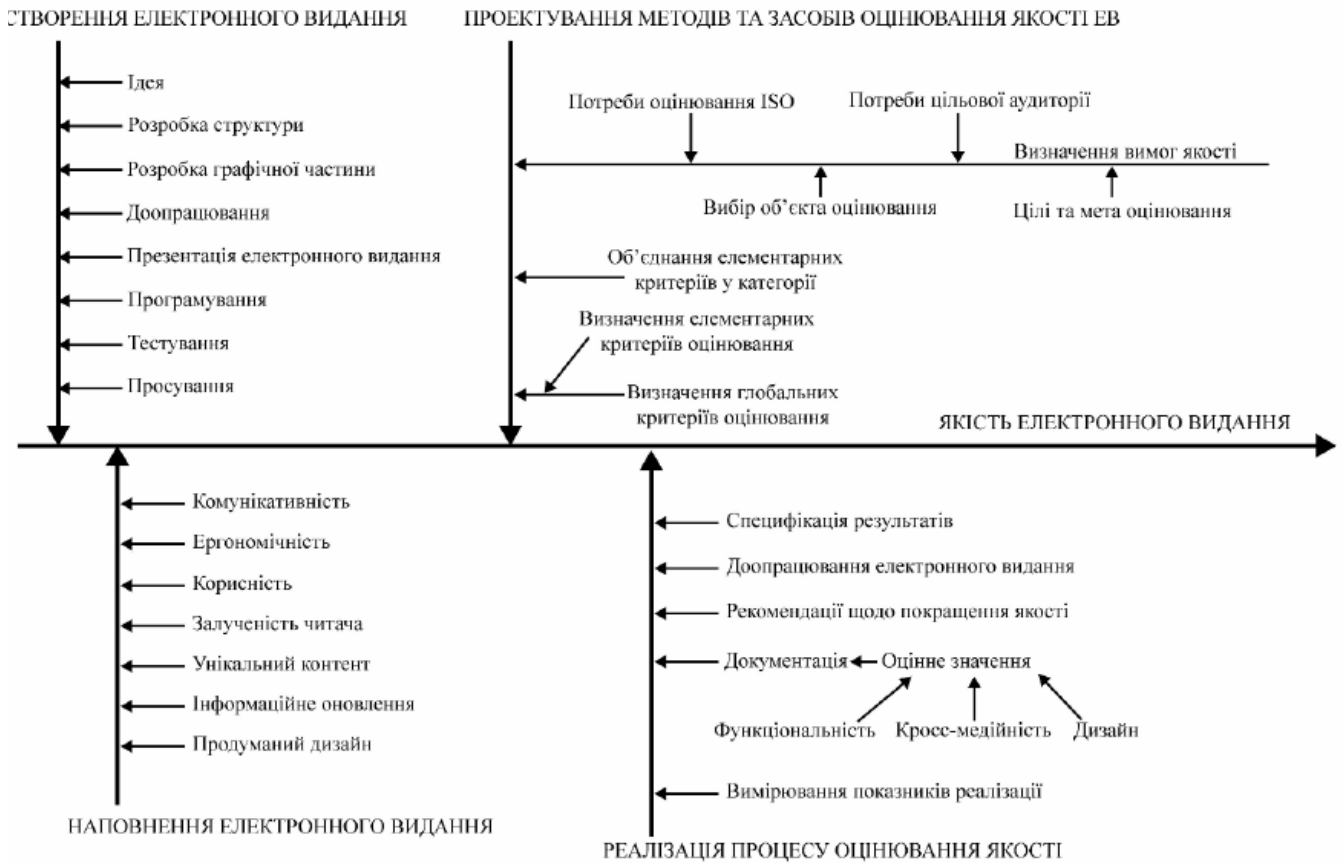 СТВОРЕННЯ ЕЛЕКТРОННОГО ВИДАННЯ
Ідея
Розробка структури
Розробка графічної частини
Доопрацювання
Презентація електронного видання
Програмування
Тестування
Просування
ПРОЕКТУВАННЯ МЕТОДІВ ТА ЗАСОБІВ ОЦІНЮВАННЯ ЯКОСТІ ЕВ
Потреби оцінювання ISO
Потреби цільової аудиторії
Визначення вимог якості
Вибір об’єкта оцінювання
Цілі та мета оцінювання
Об’єднання елементарних
критеріїв у категорії
Визначення елементарних
критеріїв оцінювання
Визначення глобальних
критеріїв оцінювання
ЯКІСТЬ ЕЛЕКТРОННОГО ВИДАННЯ
Комунікативність
Ергономічність
Корисність
Залученість читача
Унікальний контент
Інформаційне оновлення
Продуманий дизайн
НАПОВНЕННЯ ЕЛЕКТРОННОГО ВИДАННЯ
Специфікація результатів
Доопрацювання електронного видання
Рекомендації щодо покращення якості
Документація
Оцінне значення
Функціональність
Кросс-медійність
Дизайн
Вимірювання показників реалізації
РЕАЛІЗАЦІЯ ПРОЦЕСУ ОЦІНЮВАННЯ ЯКОСТІ